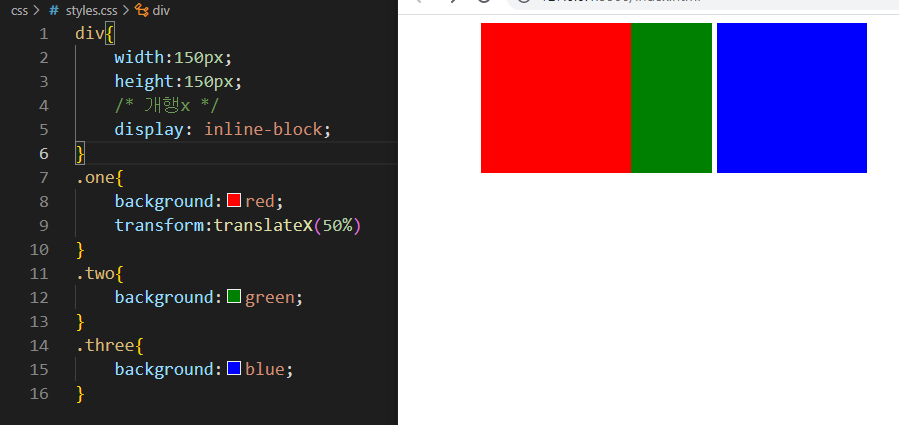 css > # styles.css > div
1 div{
2 width:150px;
3 height:150px;
4 /* 개행x */
5 display: inline-block;
6 }
7 .one{
8 background:red;
9 transform:translateX(50%)
10 }
11 .two{
12 background:green;
13 }
14 .three{
15 background:blue;
16 }